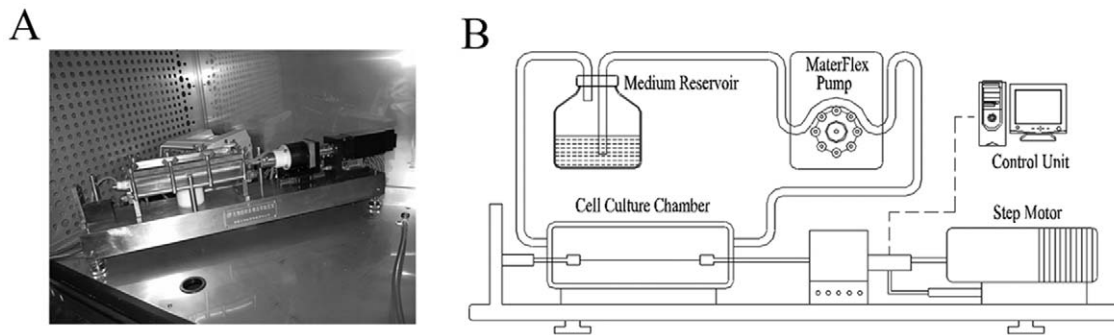 A
B
MaterFlex
Pump
Medium Reservoir
Control Unit
Cell Culture Chamber
Step Motor